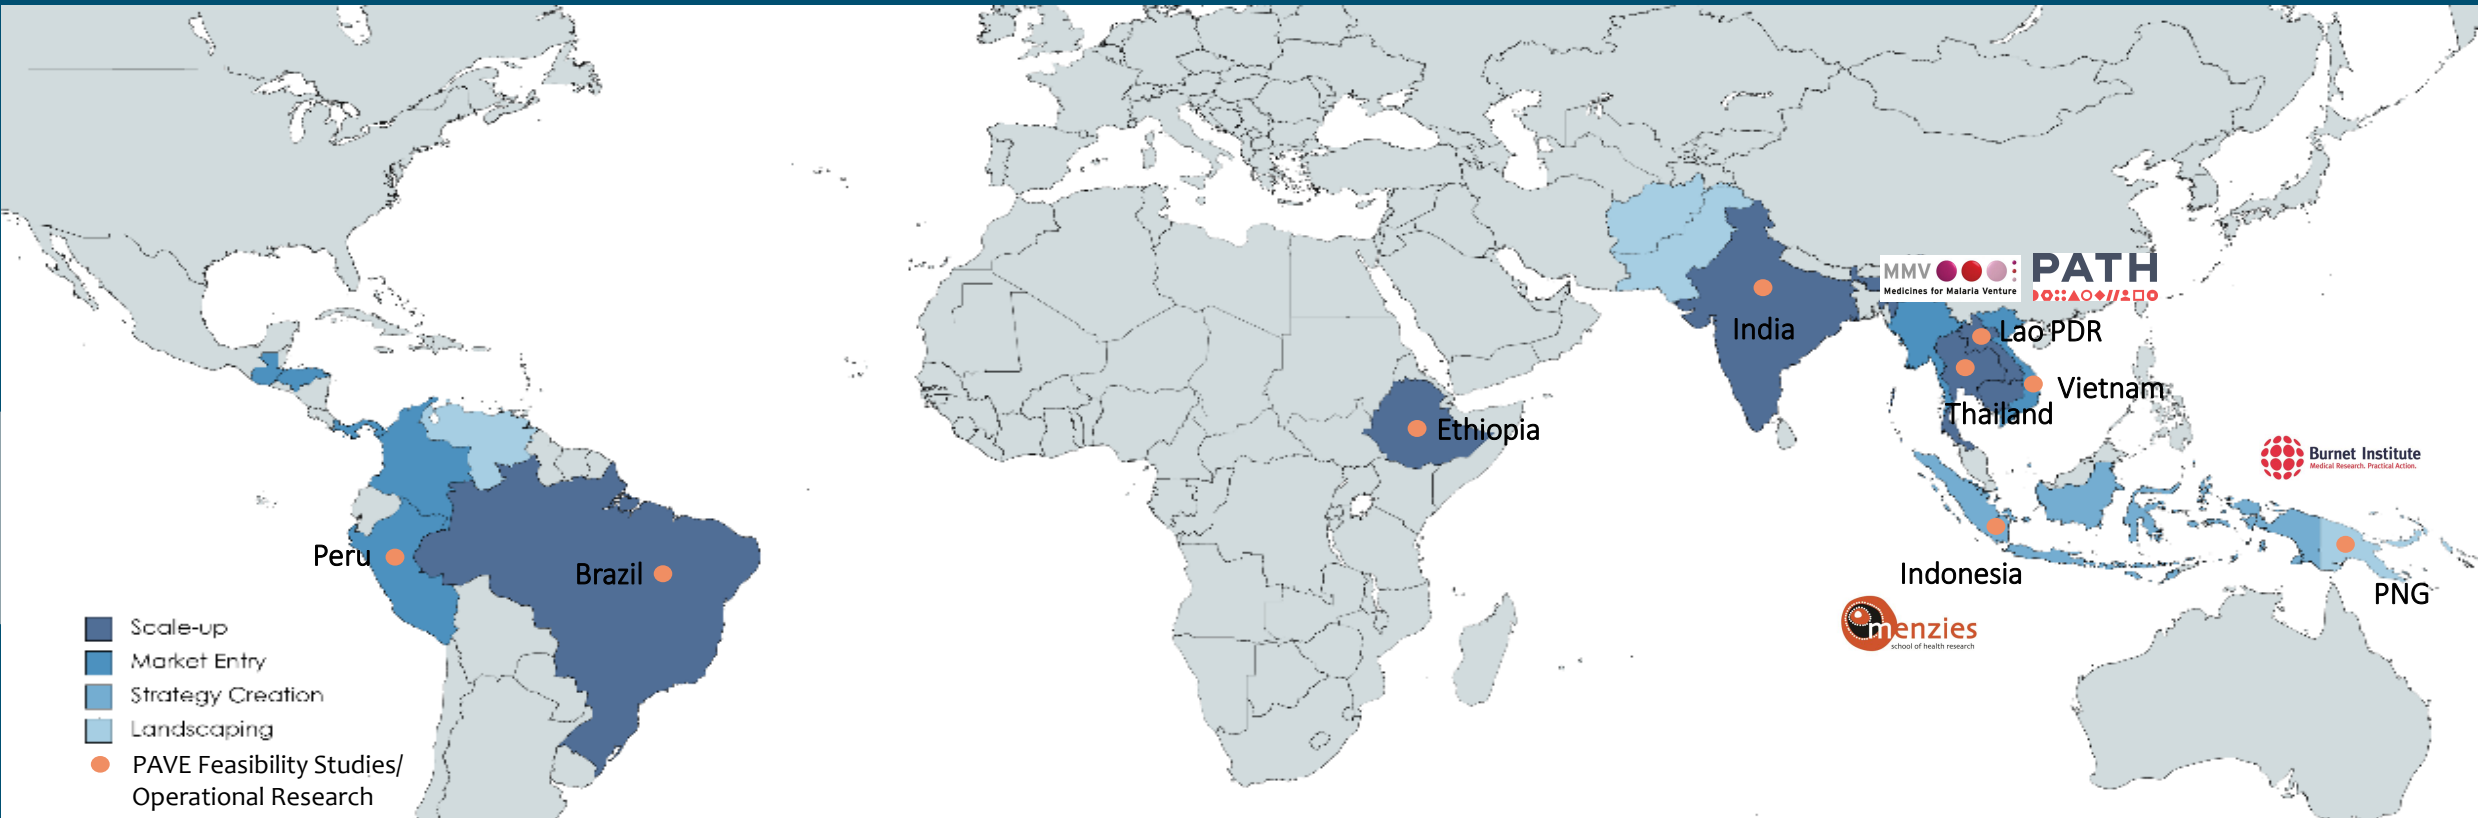 MMV
Medicines for Malaria Venture
PATH
India
Lao PDR
Vietnam
Thailand
Ethiopia
Burnet Institute
Medical Research. Practical Action.
Peru
Brazil
Indonesia
PNG
menzies
school of health research
Scale-up
Market Entry
Strategy Creation
Landscaping
PAVE Feasibility Studies/
Operational Research